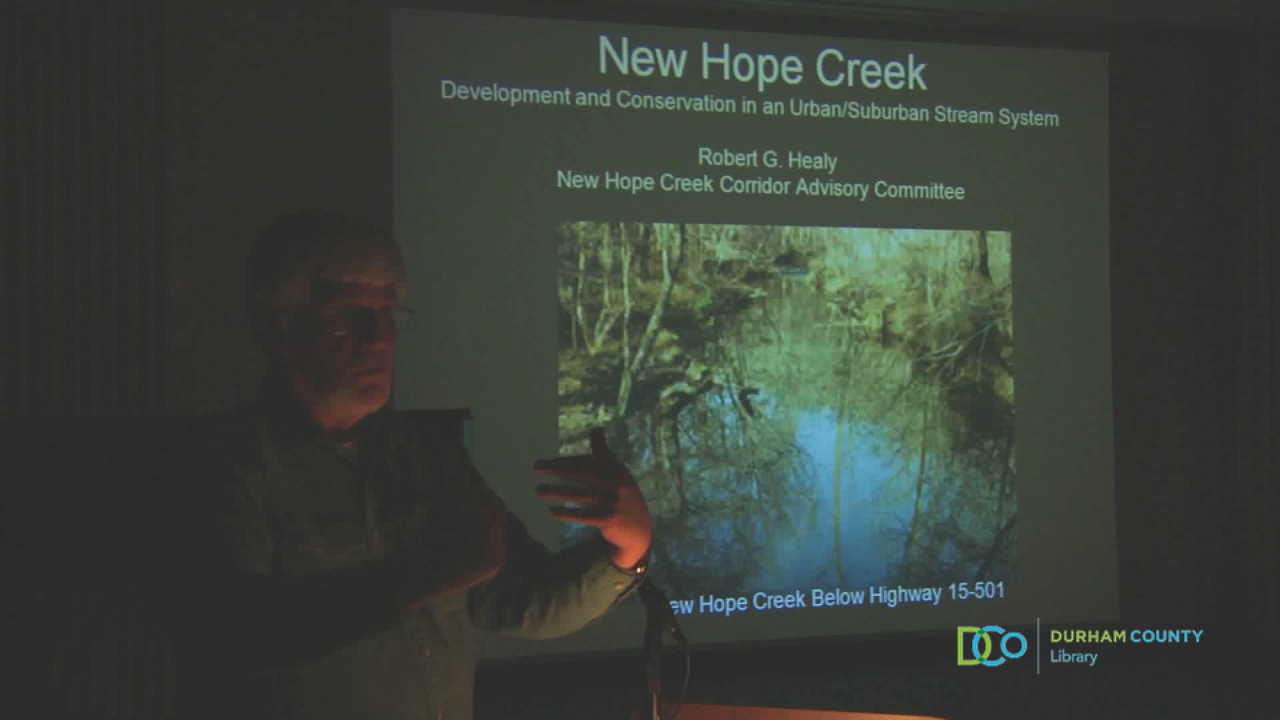 New Hope Creek
Development and Conservation in an Urban/Suburban Stream System
Robert G. Healy
New Hope Creek Corridor Advisory Committee
ew Hope Creek Below Highway 15-501
DCo
DURHAM COUNTY
Library